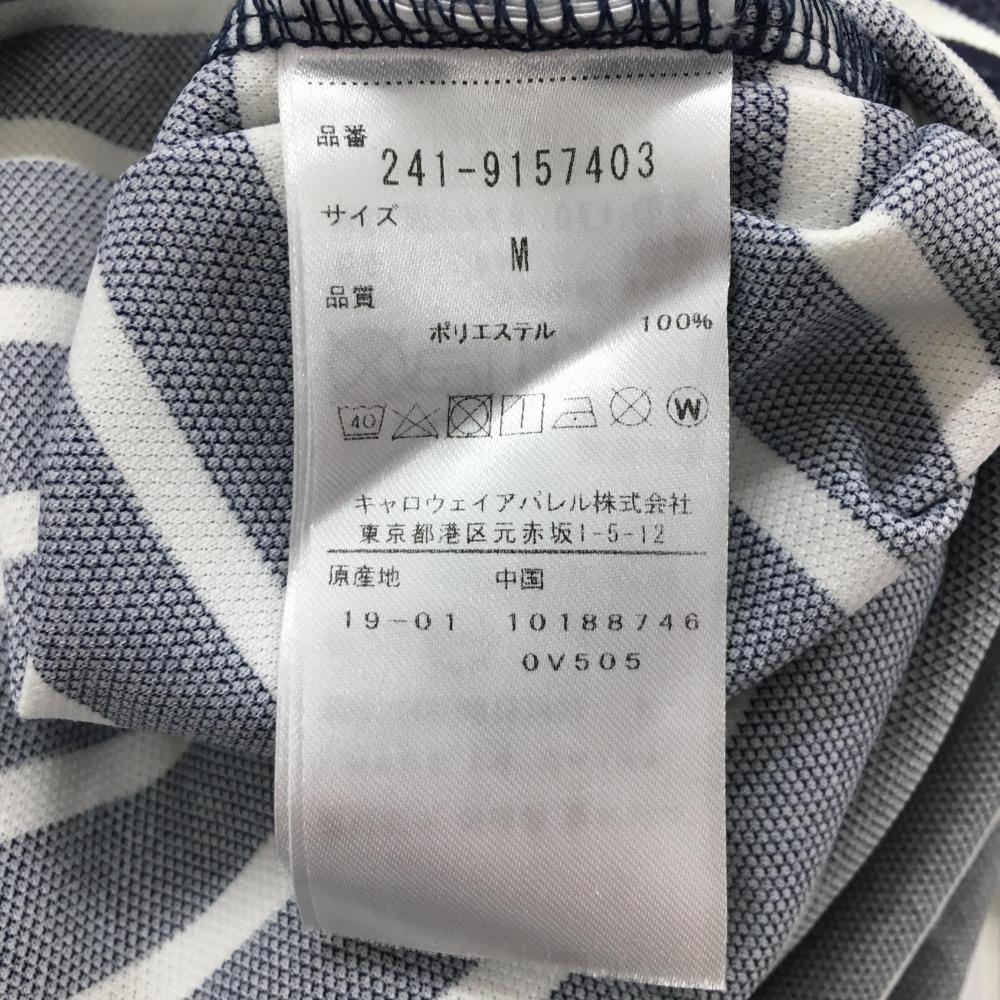 品番
241-9157403
サイズ
M
品質
ポリエステル 100%
40 W
キャロウェイアパレル株式会社
東京都港区元赤坂1-5-12
原産地 中国
19-01 10188746
0V505